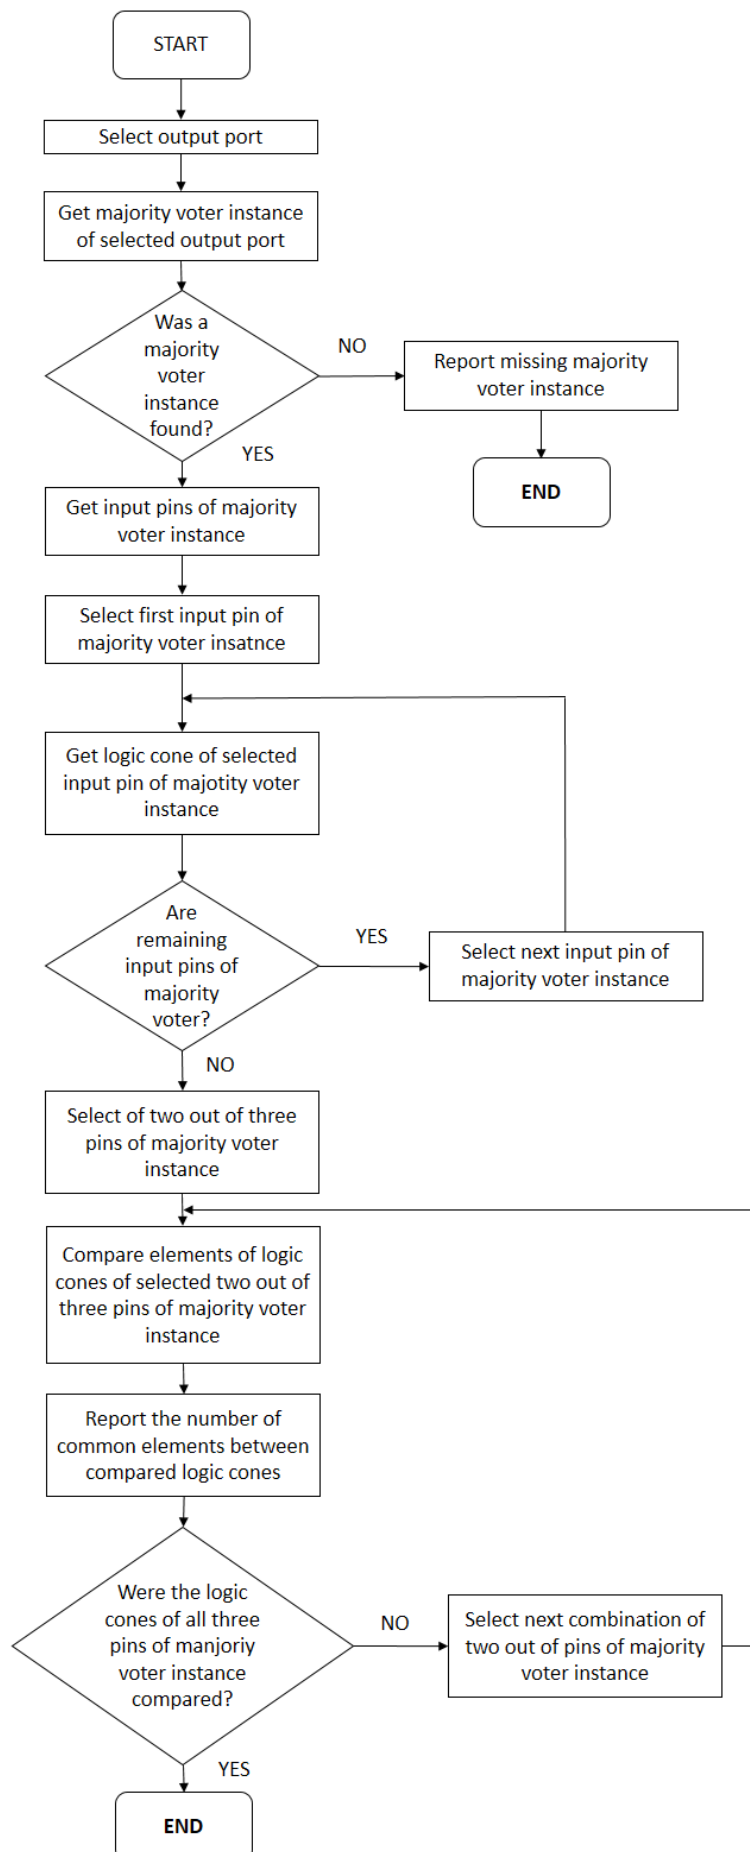 START
Select output port
Get majority voter instance
of selected output port
Was a
majority
voter
instance
found?
NO
Report missing majority
voter instance
YES
END
Get input pins of majority
voter instance
Select first input pin of
majority voter insatnce
Get logic cone of selected
input pin of majotity voter
instance
Are
remaining
input pins of
majority
voter?
YES
Select next input pin of
majority voter instance
NO
Select of two out of three
pins of majority voter
instance
Compare elements of logic
cones of selected two out of
three pins of majority voter
instance
Report the number of
common elements between
compared logic cones
Were the logic
cones of all three
pins of manjoriy
voter instance
compared?
NO
Select next combination of
two out of pins of majority
voter instance
YES
END